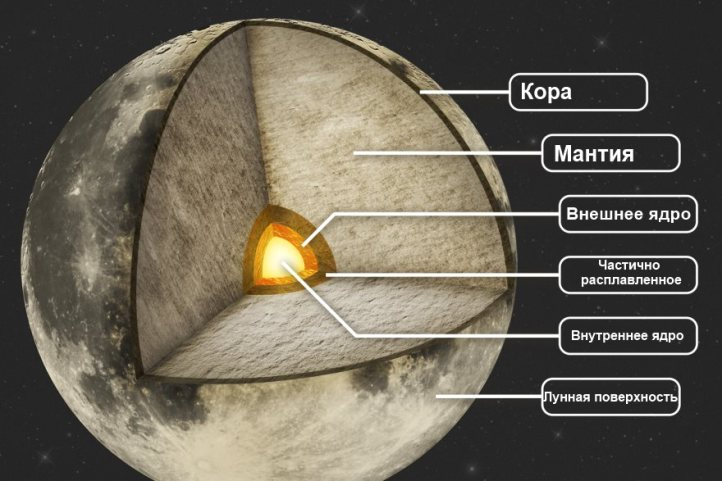 Кора
Мантия
Внешнее ядро
Частично
расплавленное
Внутреннее ядро
Лунная поверхность